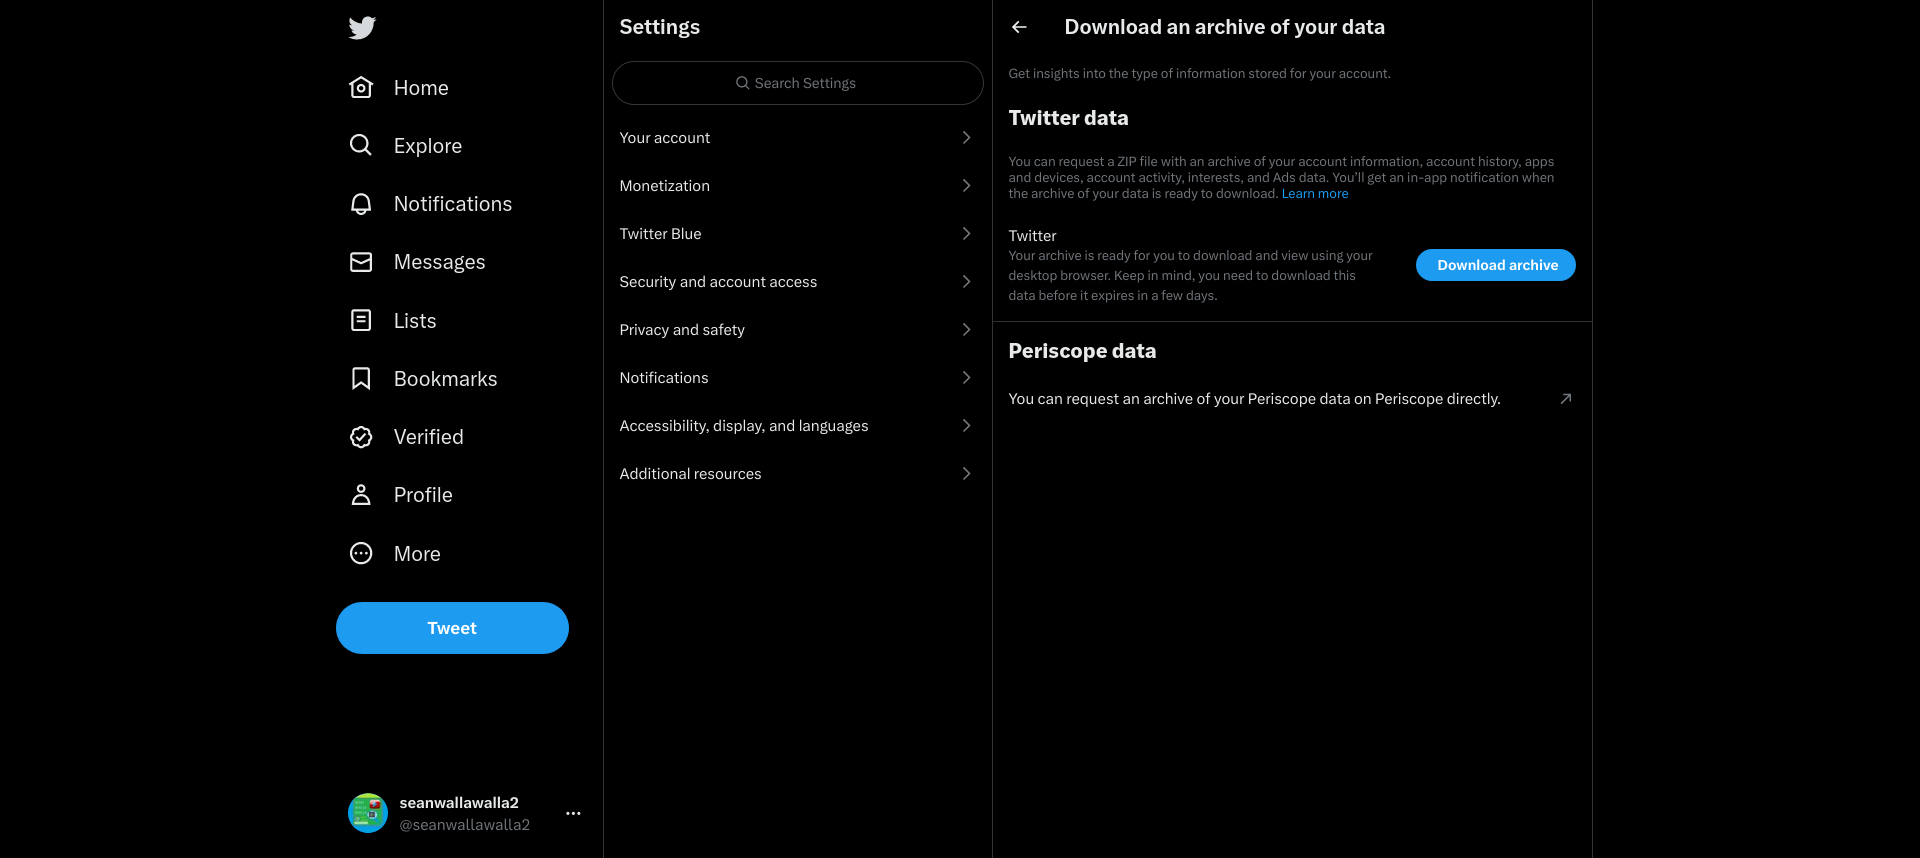 Home
Explore
Notifications
Messages
Lists
Bookmarks
Verified
Profile
More
Tweet
seanwallawalla2
@seanwallawalla2
Settings
Search Settings
Your account
Monetization
Twitter Blue
Security and account access
Privacy and safety
Notifications
Accessibility, display, and languages
Additional resources
Download an archive of your data
Get insights into the type of information stored for your account.
Twitter data
You can request a ZIP file with an archive of your account information, account history, apps
and devices, account activity, interests, and Ads data. You’ll get an in-app notification when
the archive of your data is ready to download. Learn more
Twitter
Your archive is ready for you to download and view using your
desktop browser. Keep in mind, you need to download this
data before it expires in a few days.
Download archive
Periscope data
You can request an archive of your Periscope data on Periscope directly.